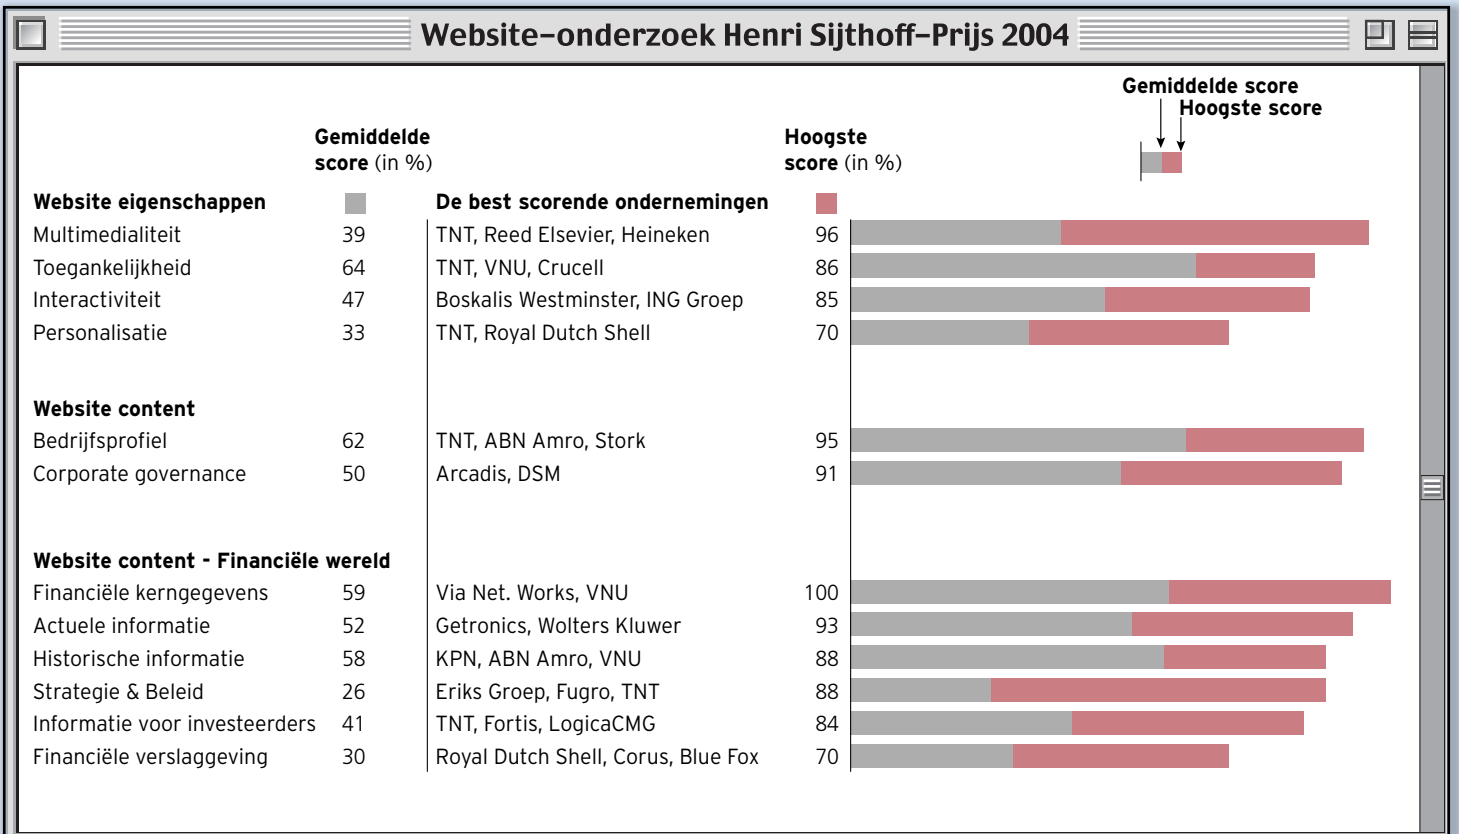 Website-onderzoek Henri Sijthoff-Prijs 2004
Gemiddelde score
Hoogste score
Gemiddelde score (in %)
Hoogste score (in %)
Website eigenschappen De best scorende ondernemingen
Multimedialiteit 39 TNT, Reed Elsevier, Heineken 96
Toegankelijkheid 64 TNT, VNU, Crucell 86
Interactiviteit 47 Boskalis Westminster, ING Groep 85
Personalisatie 33 TNT, Royal Dutch Shell 70
Website content
Bedrijfsprofiel 62 TNT, ABN Amro, Stork 95
Corporate governance 50 Arcadis, DSM 91
Website content - Financiële wereld
Financiële kerngegevens 59 Via Net. Works, VNU 100
Actuele informatie 52 Getronics, Wolters Kluwer 93
Historische informatie 58 KPN, ABN Amro, VNU 88
Strategie & Beleid 26 Eriks Groep, Fugro, TNT 88
Informatie voor investeerders 41 TNT, Fortis, LogicaCMG 84
Financiële verslaggeving 30 Royal Dutch Shell, Corus, Blue Fox 70